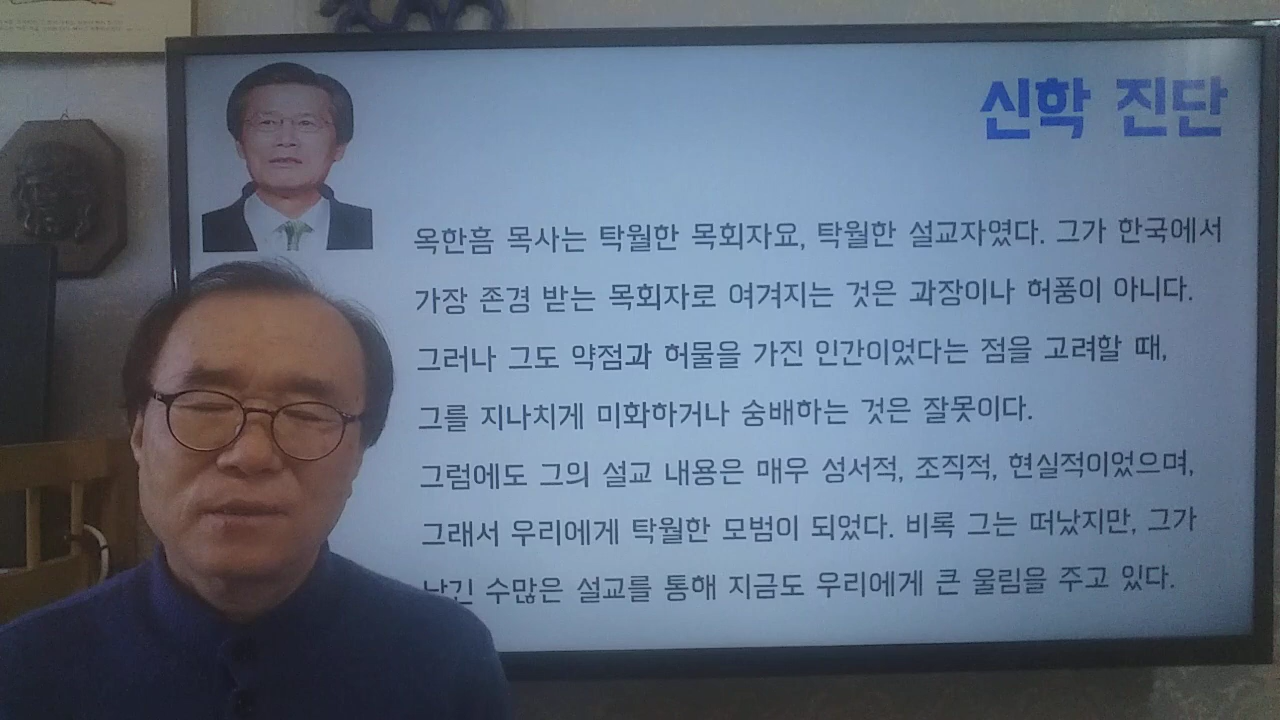 신학 진단
옥한흠 목사는 탁월한 목회자요, 탁월한 설교자였다. 그가 한국에서
가장 존경 받는 목회자로 여겨지는 것은 과장이나 허풍이 아니다.
그러나 그도 약점과 허물을 가진 인간이었다는 점을 고려할 때,
그를 지나치게 미화하거나 숭배하는 것은 잘못이다.
그럼에도 그의 설교 내용은 매우 성서적, 조직적, 현실적이었으며,
그래서 우리에게 탁월한 모범이 되었다. 비록 그는 떠났지만, 그가
남긴 수많은 설교를 통해 지금도 우리에게 큰 울림을 주고 있다.